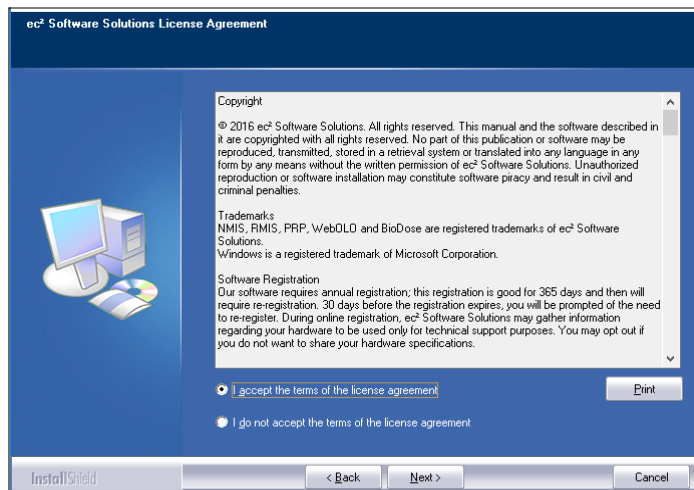 ec² Software Solutions License Agreement
Copyright
© 2016 ec² Software Solutions. All rights reserved. This manual and the software described in
it are copyrighted with all rights reserved. No part of this publication or software may be
reproduced, transmitted, stored in a retrieval system or translated into any language in any
form by any means without the written permission of ec² Software Solutions. Unauthorized
reproduction or software installation may constitute software piracy and result in civil and
criminal penalties.
Trademarks
NMIS, RMIS, PRP, WebOLO and BioDose are registered trademarks of ec² Software
Solutions.
Windows is a registered trademark of Microsoft Corporation.
Software Registration
Our software requires annual registration; this registration is good for 365 days and then will
require re-registration. 30 days before the registration expires, you will be prompted of the need
to re-register. During online registration, ec² Software Solutions may gather information
regarding your hardware to be used only for technical support purposes. You may opt out if
you do not want to share your hardware specifications.
I accept the terms of the license agreement
Print
I do not accept the terms of the license agreement
InstallShield
< Back
Next >
Cancel